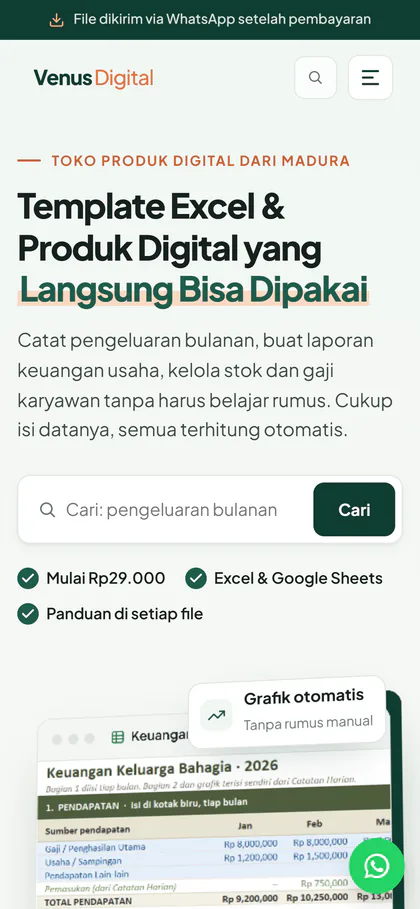 File dikirim via WhatsApp setelah pembayaran
VenusDigital
TOKO PRODUK DIGITAL DARI MADURA
Template Excel &
Produk Digital yang
Langsung Bisa Dipakai
Catat pengeluaran bulanan, buat laporan
keuangan usaha, kelola stok dan gaji
karyawan tanpa harus belajar rumus. Cukup
isi datanya, semua terhitung otomatis.
Cari: pengeluaran bulanan
Cari
Mulai Rp29.000
Excel & Google Sheets
Panduan di setiap file
Grafik otomatis
Tanpa rumus manual
Keuangan Keluarga Bahagia · 2026
Bagian 1 diisi tiap bulan. Bagian 2 dan grafik terisi sendiri dari Catatan Harian.
1. PENDAPATAN · Isi di kotak biru, tiap bulan
Sumber pendapatan Jan Feb
Gaji / Penghasilan Utama Rp 8,000,000 Rp 8,000,000
Usaha / Sampingan Rp 1,200,000 Rp 1,500,000
Pendapatan Lain-lain
Pemasukan (dari Catatan Harian) – Rp 750,000
TOTAL PENDAPATAN Rp 9,200,000 Rp 10,250,000